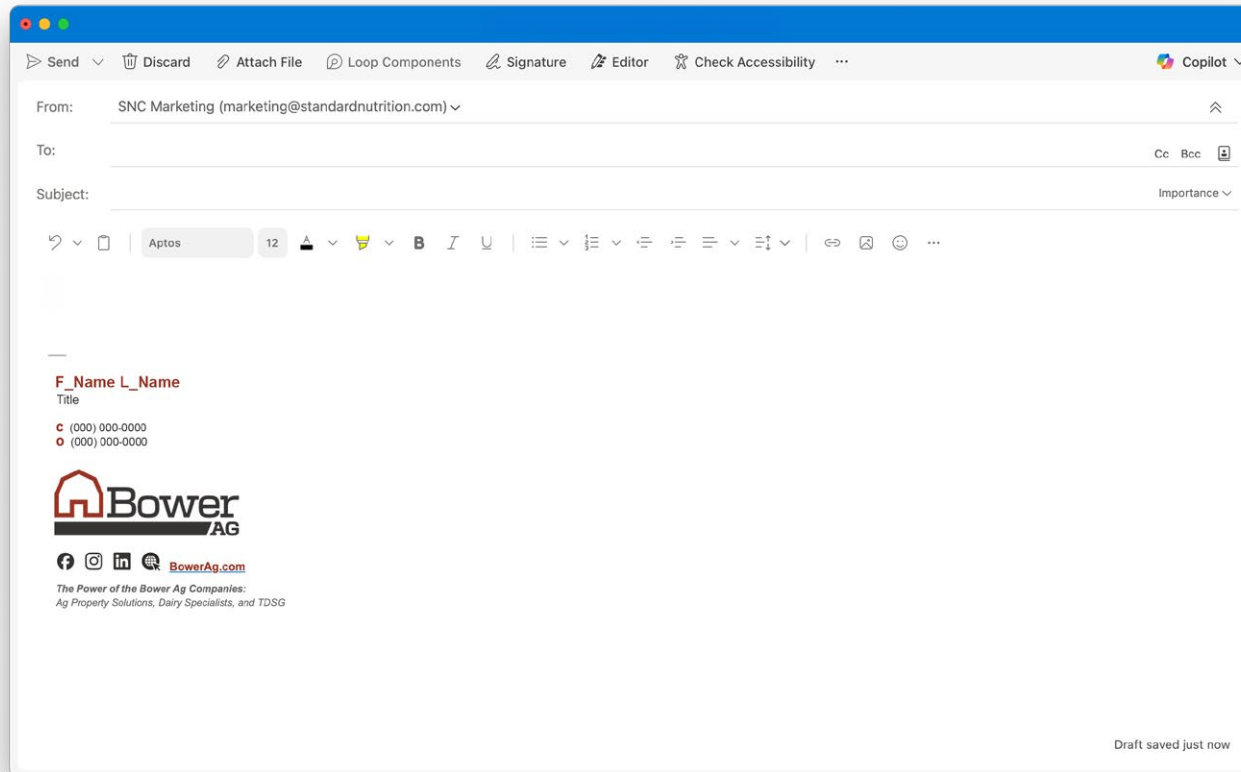 Send Discard Attach File Loop Components Signature Editor Check Accessibility ... Copilot
From: SNC Marketing (marketing@standardnutrition.com)
To: Cc Bcc
Subject: Importance
Aptos 12 A B I U ...
F_Name L_Name
Title
C (000) 000-0000
O (000) 000-0000
Bower
AG
BowerAg.com
The Power of the Bower Ag Companies:
Ag Property Solutions, Dairy Specialists, and TDSG
Draft saved just now